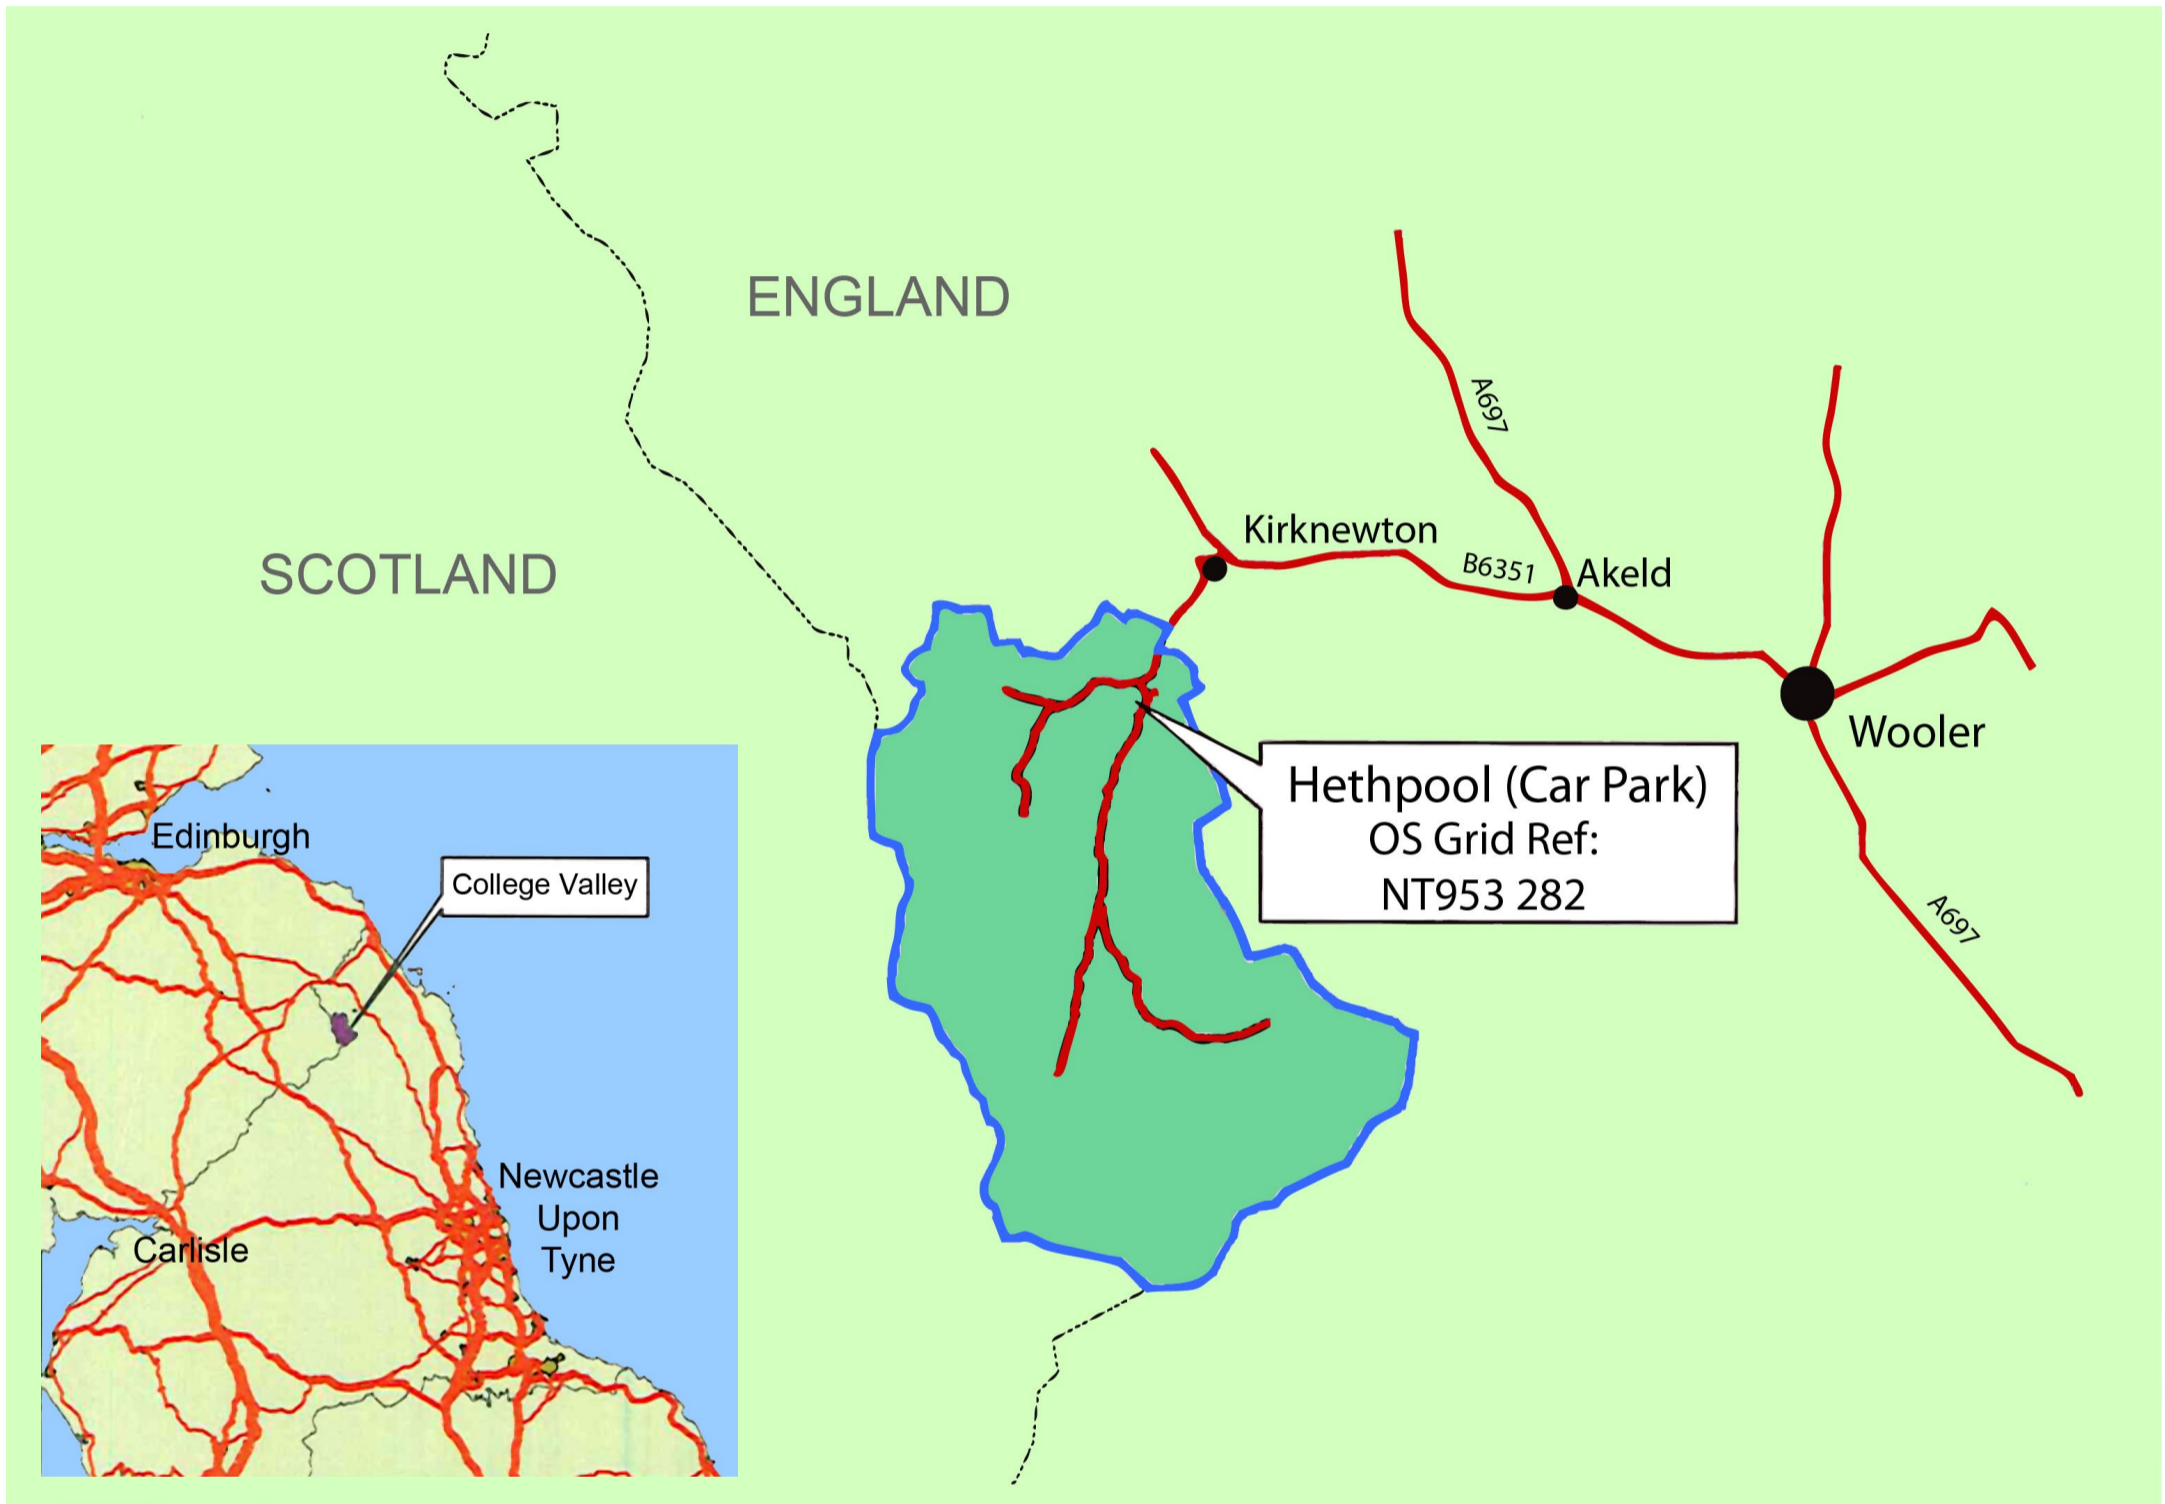 ENGLAND
SCOTLAND
A697
Kirknewton
B6351
Akeld
Wooler
Hethpool (Car Park)
OS Grid Ref:
NT953 282
A697
Edinburgh
College Valley
Newcastle
Upon
Tyne
Carlisle